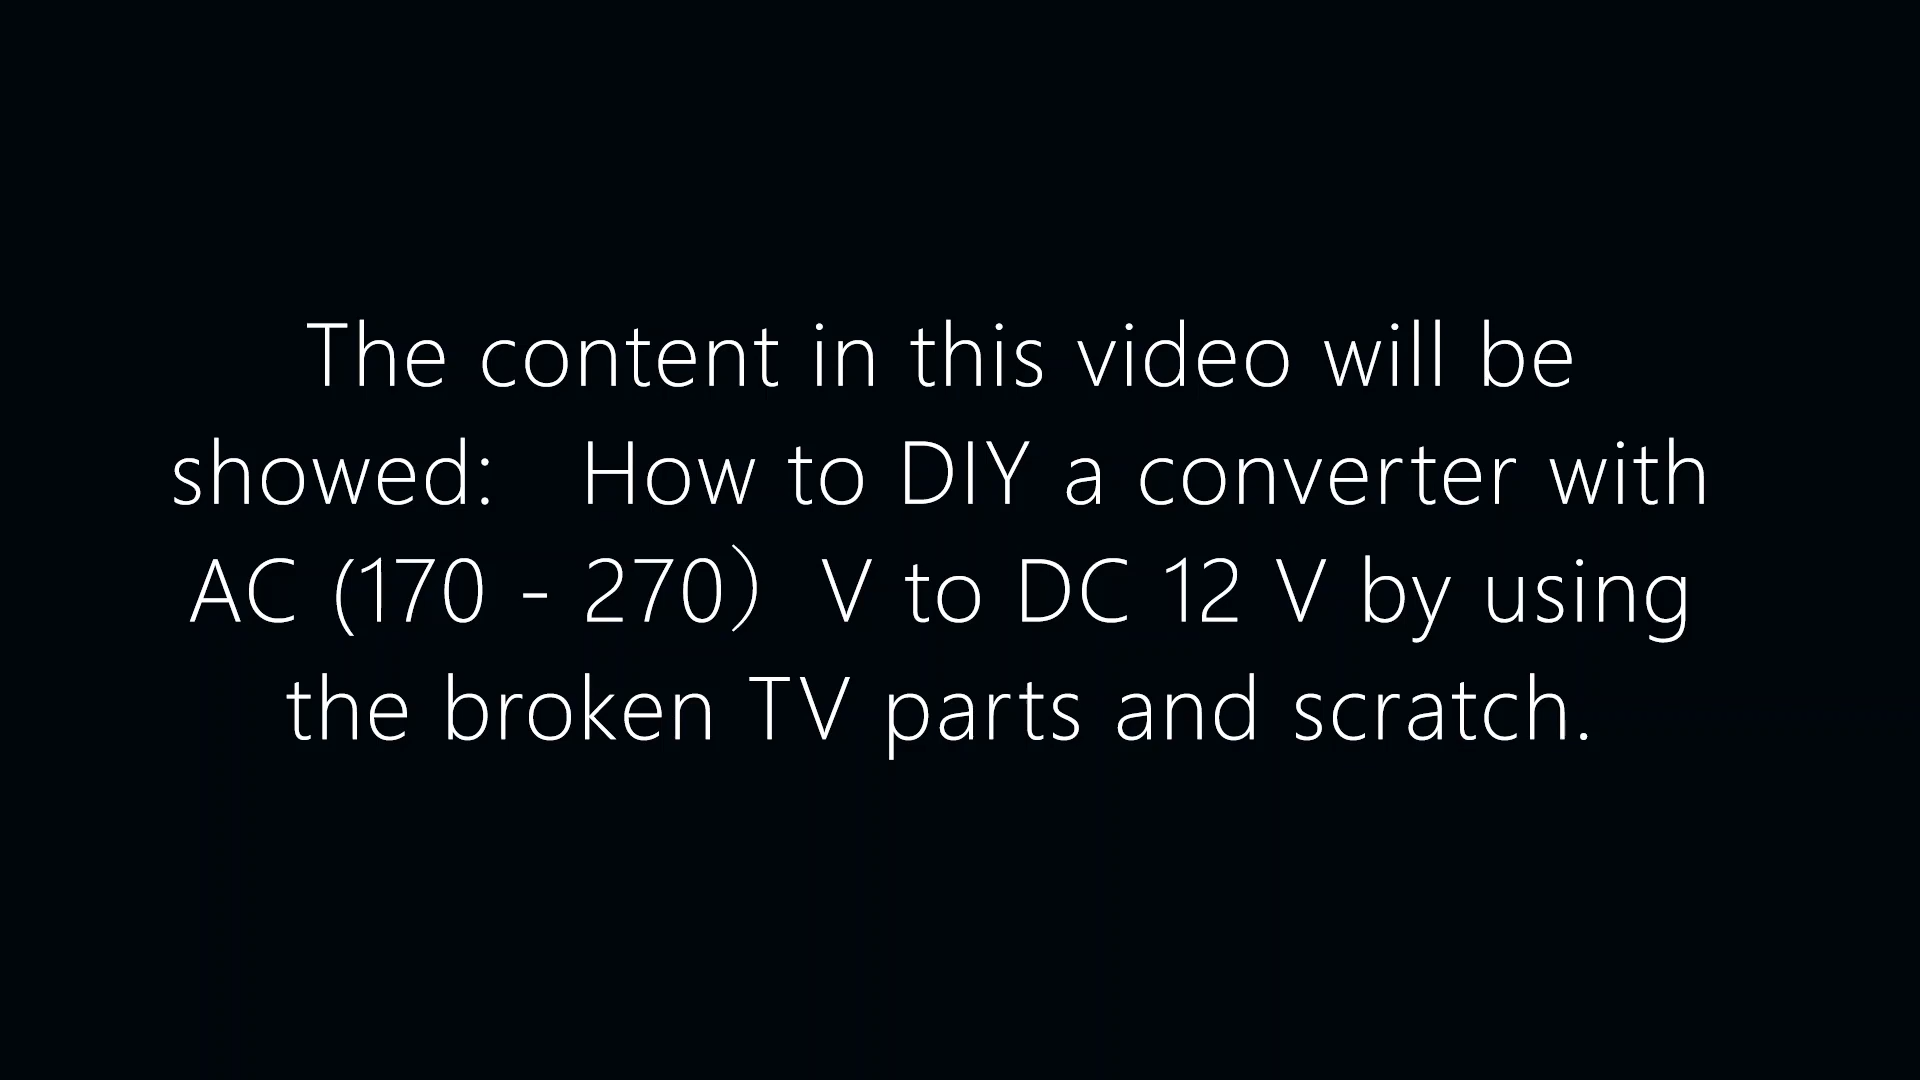 The content in this video will be
showed:   How to DIY a converter with
AC (170 - 270） V to DC 12 V by using
the broken TV parts and scratch.